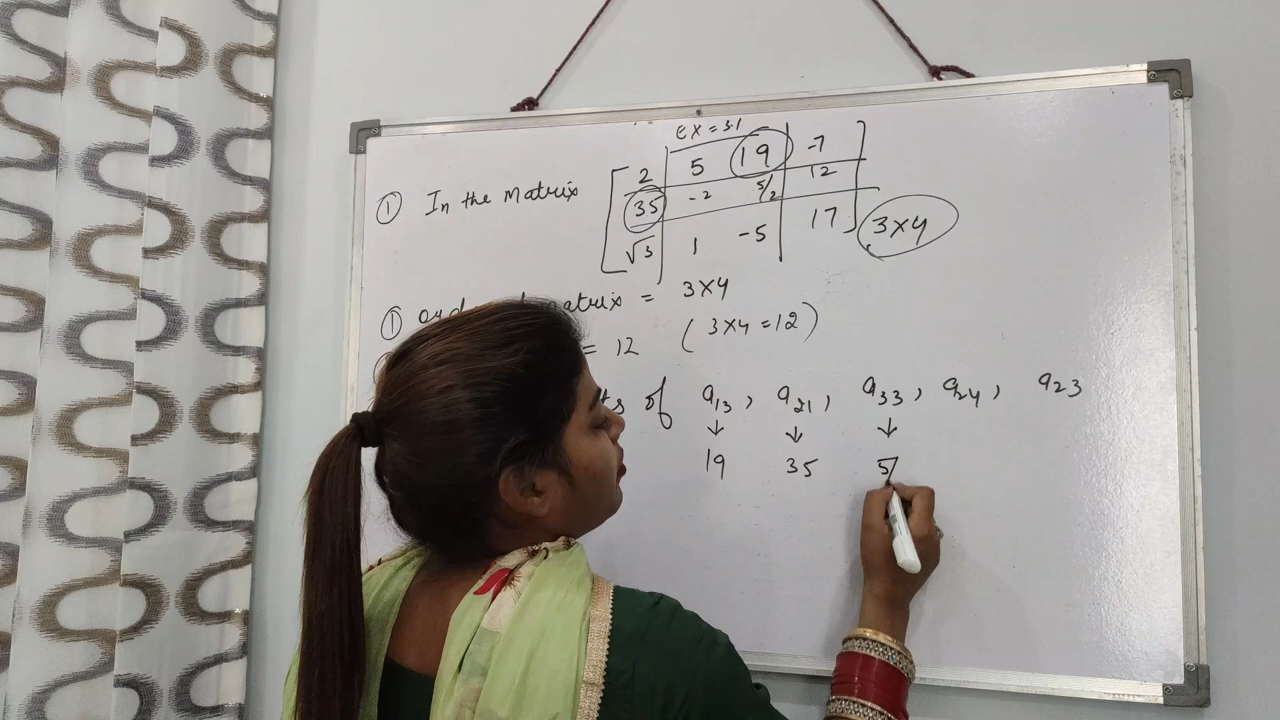 ex = 3.1
① In the Matrix
2 5 19 -7
35 -2 5/2 12
√3 1 -5 17
3×4
① matrix = 3×4
= 12 (3×4=12)
of a13, a21, a33, a24, a23
↓ ↓ ↓
19 35 5/